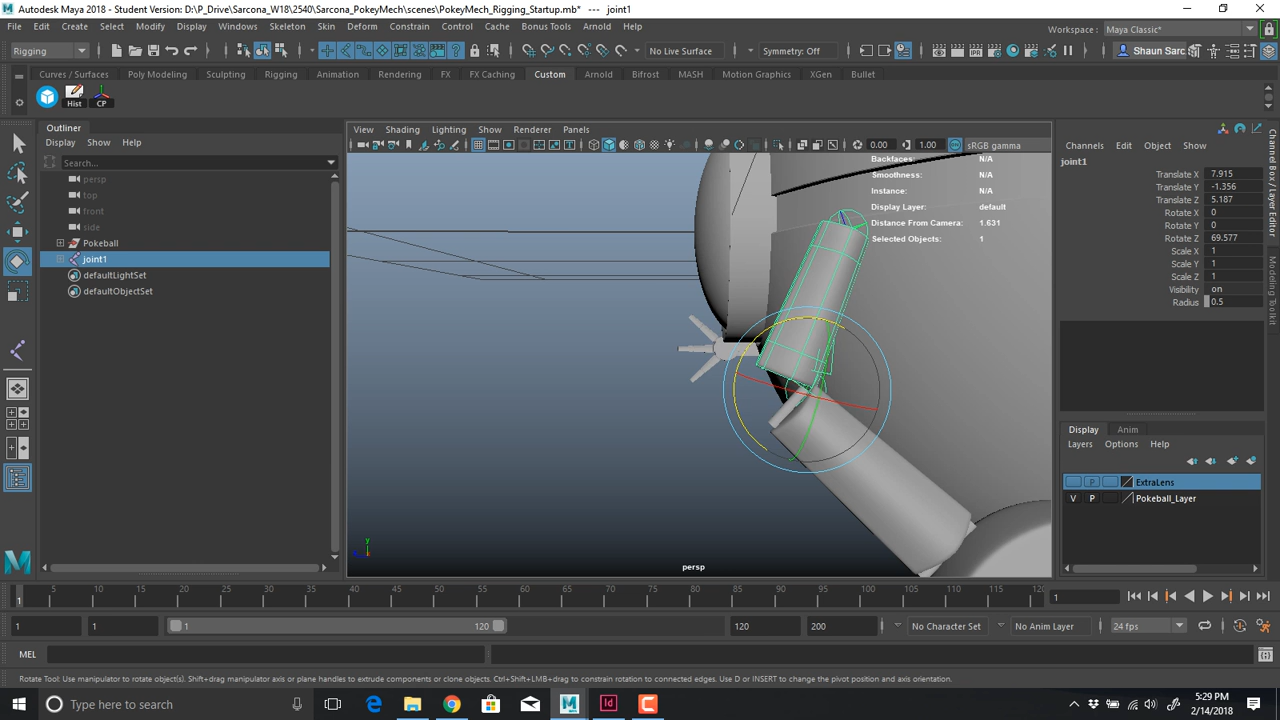 Autodesk Maya 2018 - Student Version: D:\P_Drive\Sarcona_W18\2540\Sarcona_PokeyMech\scenes\PokeyMech_Rigging_Startup.mb* --- joint1
File Edit Create Select Modify Display Windows Skeleton Skin Deform Constrain Control Cache Bonus Tools Arnold Help
Workspace: Maya Classic*
Rigging No Live Surface Symmetry: Off Shaun Sarc
Curves / Surfaces Poly Modeling Sculpting Rigging Animation Rendering FX FX Caching Custom Arnold Bifrost MASH Motion Graphics XGen Bullet
Hist CP
Outliner
Display Show Help
Search...
persp
top
front
side
Pokeball
joint1
defaultLightSet
defaultObjectSet
View Shading Lighting Show Renderer Panels
0.00 1.00 sRGB gamma
Backfaces: N/A
Smoothness: N/A
Instance: N/A
Display Layer: default
Distance From Camera: 1.631
Selected Objects: 1
y
persp
Channels Edit Object Show
joint1
Translate X 7.915
Translate Y -1.356
Translate Z 5.187
Rotate X 0
Rotate Y 0
Rotate Z 69.577
Scale X 1
Scale Y 1
Scale Z 1
Visibility on
Radius 0.5
Channel Box / Layer Editor
Modeling Toolkit
Display Anim
Layers Options Help
P ExtraLens
V P Pokeball_Layer
1 5 10 15 20 25 30 35 40 45 50 55 60 65 70 75 80 85 90 95 100 105 110 115 120
1
1 1 1 120 120 200 No Character Set No Anim Layer 24 fps
MEL
Rotate Tool: Use manipulator to rotate object(s). Shift+drag manipulator axis or plane handles to extrude components or clone objects. Ctrl+Shift+LMB+drag to constrain rotation to connected edges. Use D or INSERT to change the pivot position and axis orientation.
Type here to search
Id
5:29 PM
2/14/2018